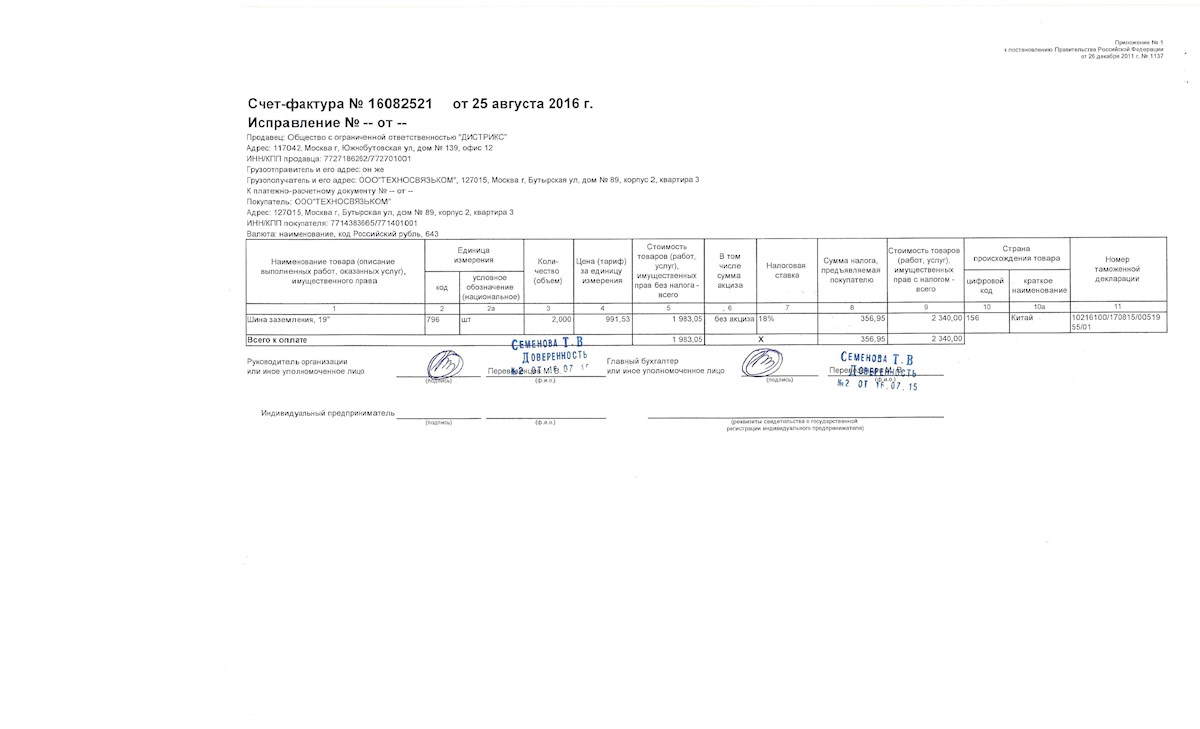 Приложение № 1
к постановлению Правительства Российской Федерации
от 26 декабря 2011 г. № 1137
Счет-фактура № 16082521 от 25 августа 2016 г.
Исправление № -- от --
Продавец: Общество с ограниченной ответственностью "ДИСТРИКС"
Адрес: 117042, Москва г, Южнобутовская ул, дом № 139, офис 12
ИНН/КПП продавца: 7727186262/772701001
Грузоотправитель и его адрес: он же
Грузополучатель и его адрес: ООО"ТЕХНОСВЯЗЬКОМ", 127015, Москва г, Бутырская ул, дом № 89, корпус 2, квартира 3
К платежно-расчетному документу № -- от --
Покупатель: ООО"ТЕХНОСВЯЗЬКОМ"
Адрес: 127015, Москва г, Бутырская ул, дом № 89, корпус 2, квартира 3
ИНН/КПП покупателя: 7714383665/771401001
Валюта: наименование, код Российский рубль, 643
Наименование товара (описание
выполненных работ, оказанных услуг),
имущественного права
Единица
измерения
код
условное
обозначение
(национальное)
Коли-
чество
(объем)
Цена (тариф)
за единицу
измерения
Стоимость
товаров (работ,
услуг),
имущественных
прав без налога -
всего
В том
числе
сумма
акциза
Налоговая
ставка
Сумма налога,
предъявляемая
покупателю
Стоимость товаров
(работ, услуг),
имущественных
прав с налогом -
всего
Страна
происхождения товара
цифровой
код
краткое
наименование
Номер
таможенной
декларации
1 2 2а 3 4 5 6 7 8 9 10 10а 11
Шина заземления, 19" 796 шт 2,000 991,53 1 983,05 без акциза 18% 356,95 2 340,00 156 Китай 10216100/170815/00519
55/01
Всего к оплате 1 983,05 Х 356,95 2 340,00
СЕМЕНОВА Т.В
ДОВЕРЕННОСТЬ
№2 ОТ 16.07
Руководитель организации
или иное уполномоченное лицо
(подпись)
(ф.и.о.)
Главный бухгалтер
или иное уполномоченное лицо
(подпись)
СЕМЕНОВА Т.В
ДОВЕРЕННОСТЬ
№2 ОТ 16.07.15
(ф.и.о.)
Индивидуальный предприниматель
(подпись)
(ф.и.о.)
(реквизиты свидетельства о государственной
регистрации индивидуального предпринимателя)